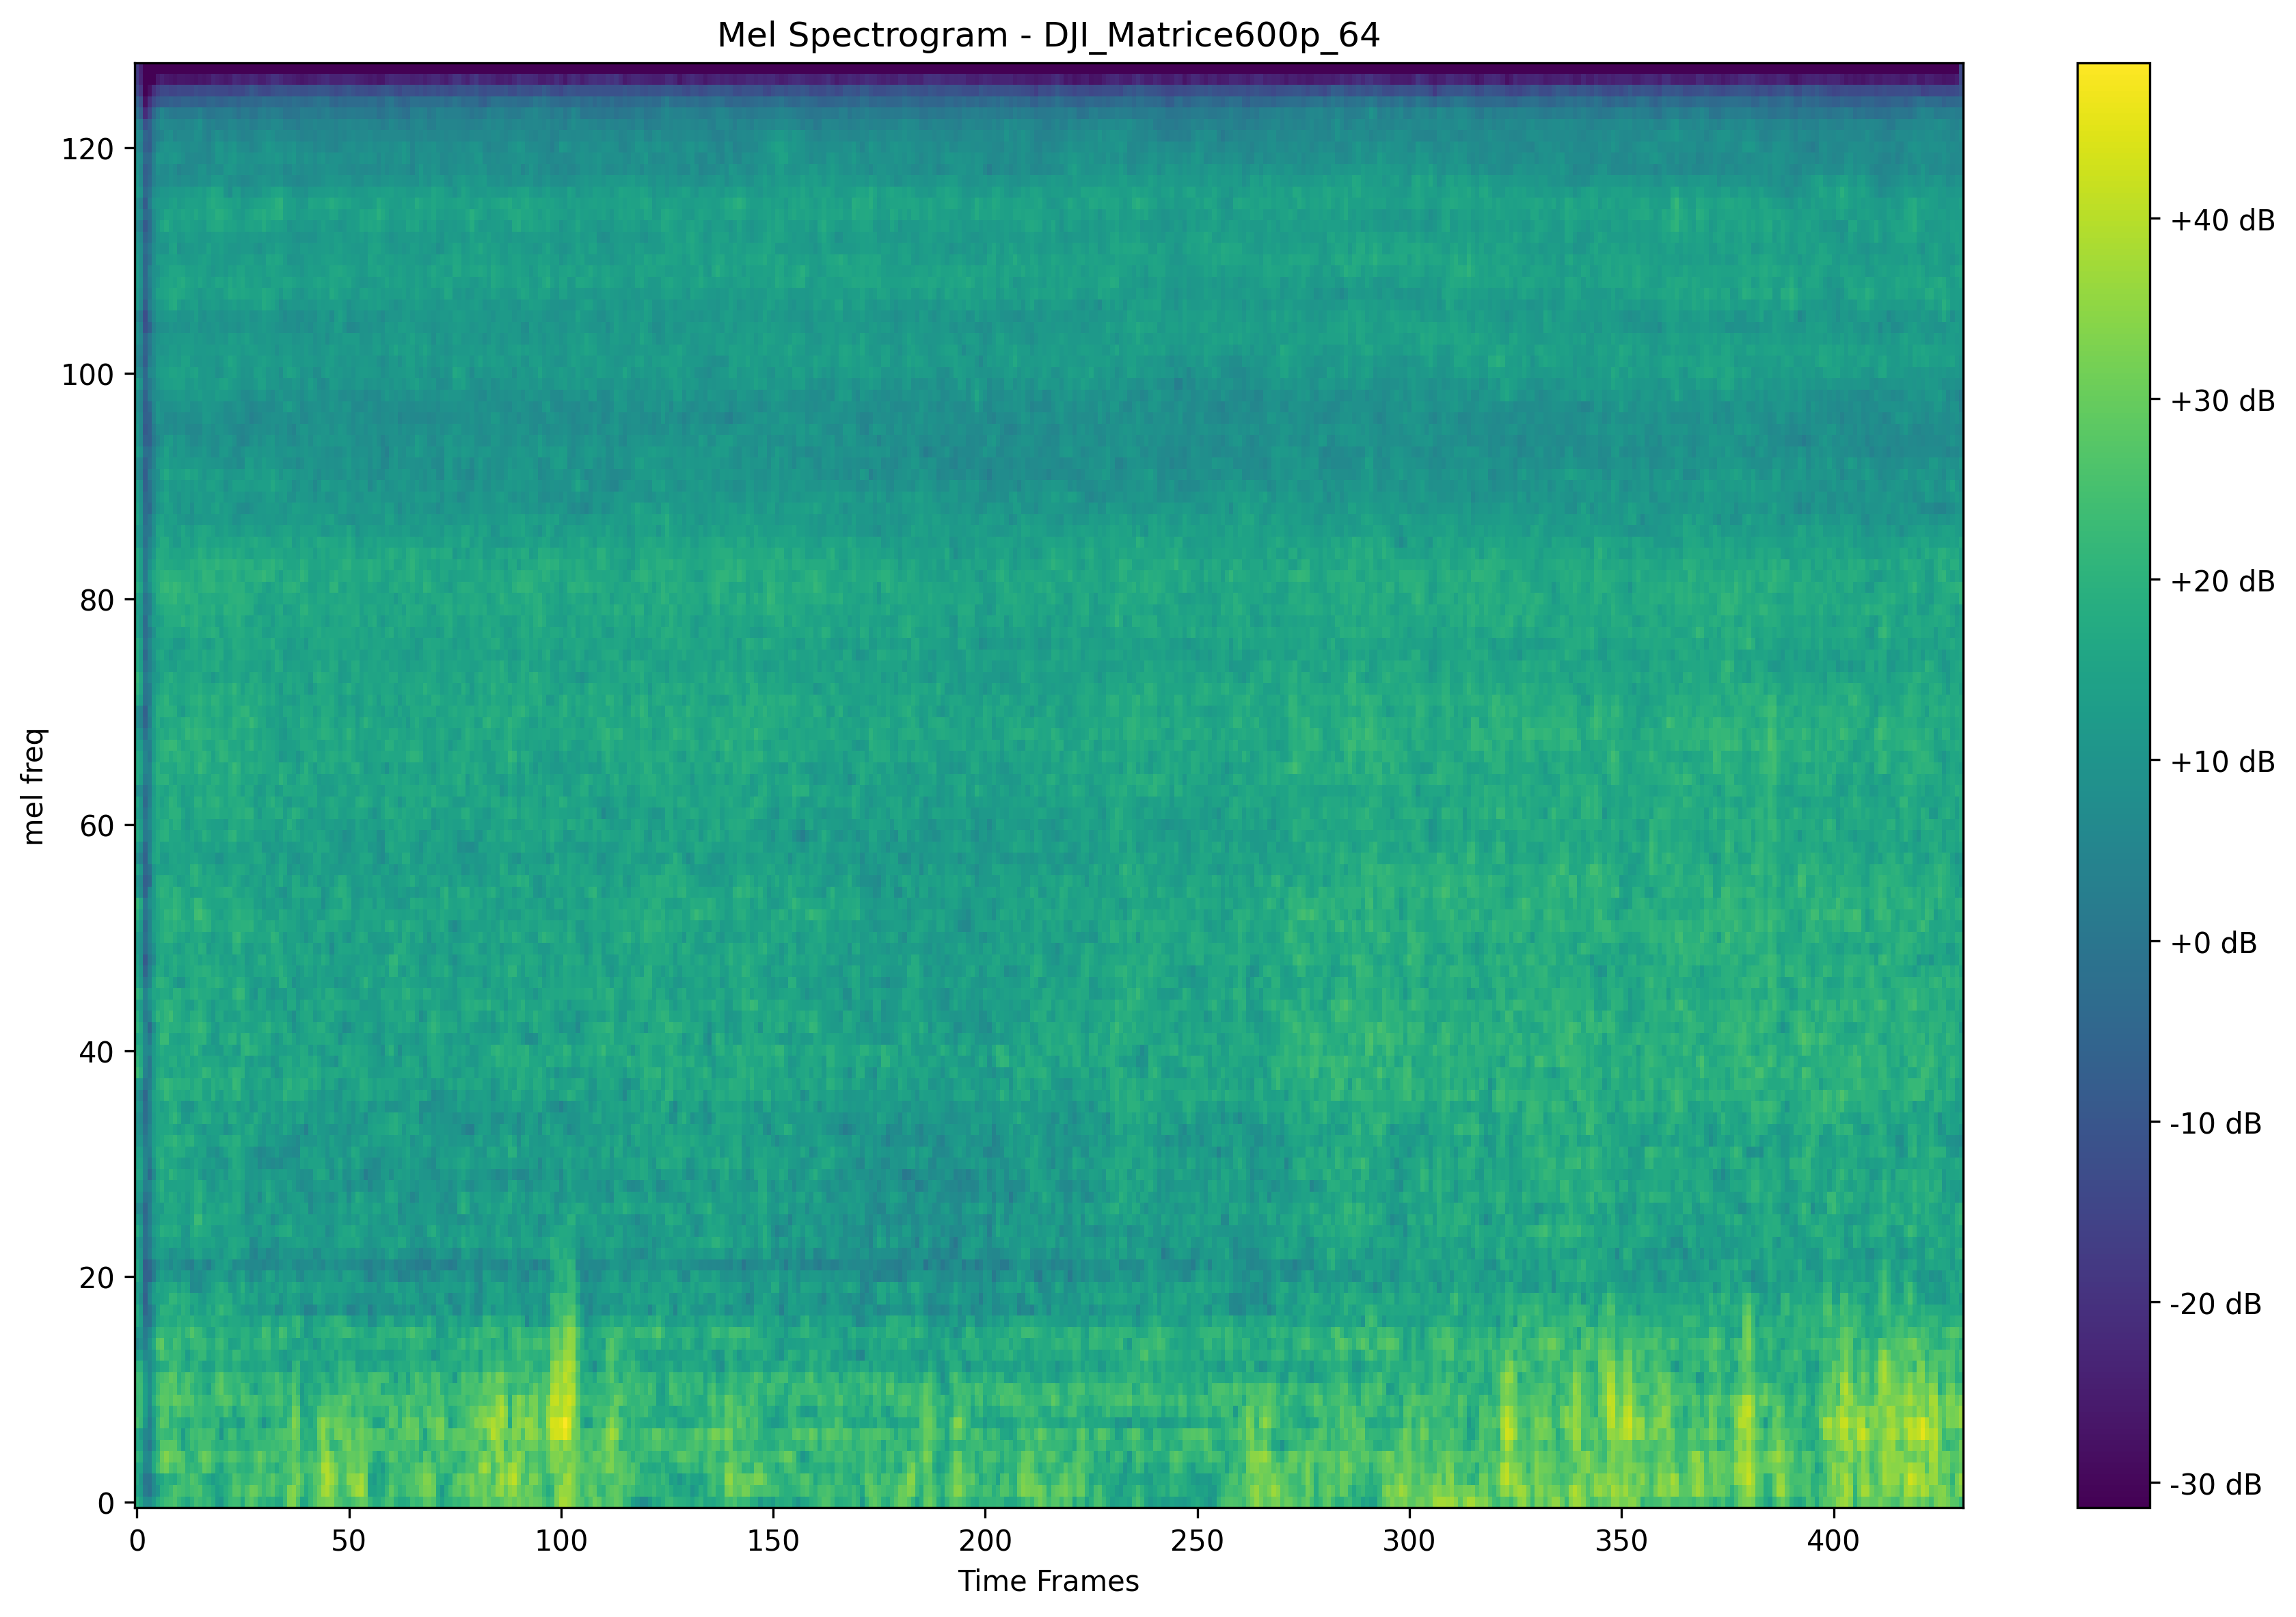 Mel Spectrogram - DJI_Matrice600p_64
mel freq
120
100
80
60
40
20
0
0 50 100 150 200 250 300 350 400
Time Frames
+40 dB
+30 dB
+20 dB
+10 dB
+0 dB
-10 dB
-20 dB
-30 dB